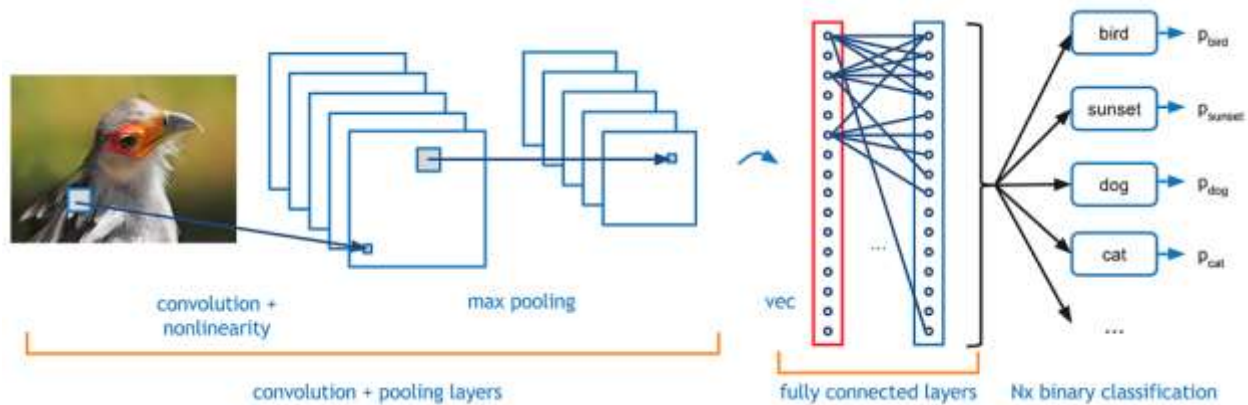 bird
P_bird
sunset
P_sunset
dog
P_dog
cat
P_cat
...
...
convolution +
nonlinearity
max pooling
vec
convolution + pooling layers
fully connected layers
Nx binary classification